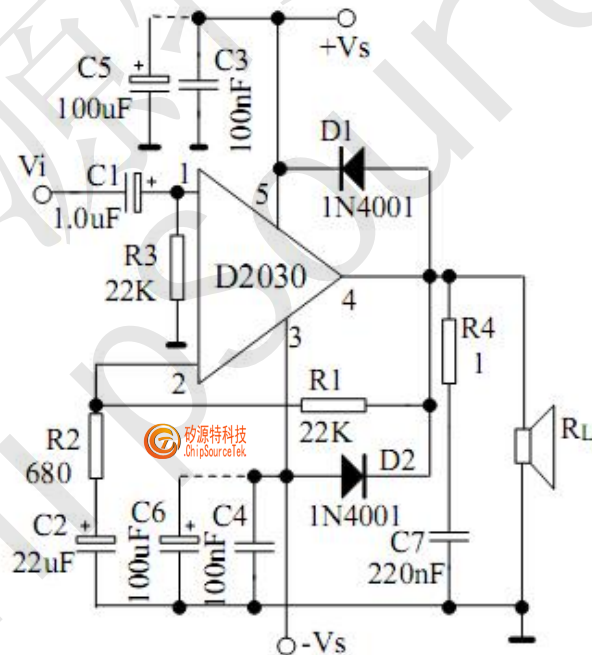 +Vs
C5
+
100uF
C3
100nF
D1
1N4001
Vi
C1
+
1.0uF
1
5
R3
22K
D2030
4
3
2
R4
1
R1
22K
R2
680
矽源特科技
ChipSourceTek
RL
D2
1N4001
C2
+
22uF
C6
+
100uF
C4
100nF
C7
220nF
-Vs